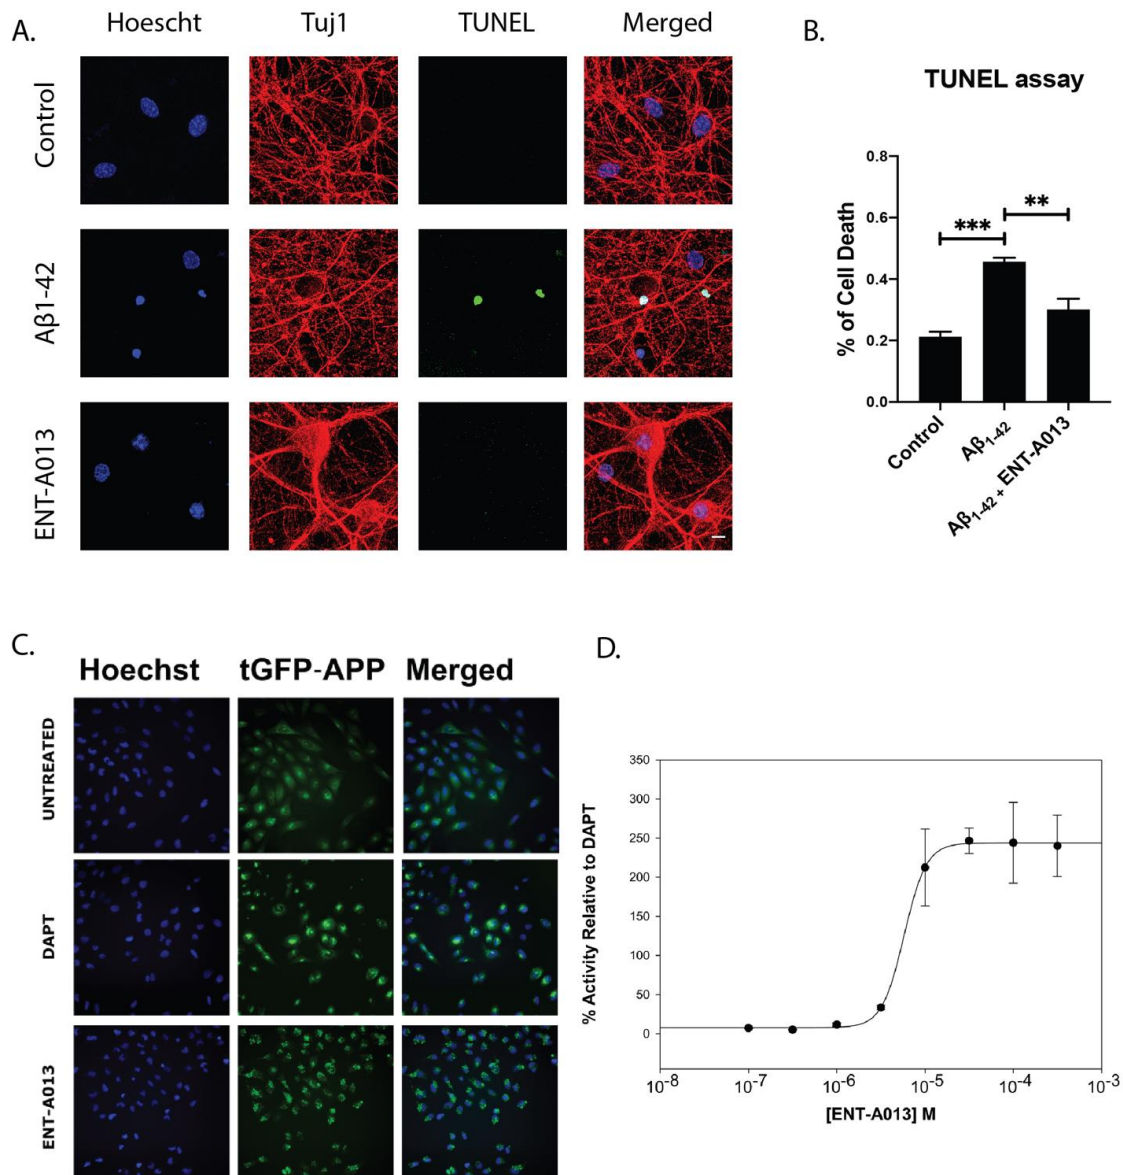 A.
Hoescht Tuj1 TUNEL Merged
Control
Aβ1-42
ENT-A013
B.
TUNEL assay
% of Cell Death
0.8
0.6
0.4
0.2
0.0
***
**
Control
Aβ1-42
Aβ1-42 + ENT-A013
C.
Hoechst tGFP-APP Merged
UNTREATED
DAPT
ENT-A013
D.
% Activity Relative to DAPT
350
300
250
200
150
100
50
0
10-8 10-7 10-6 10-5 10-4 10-3
[ENT-A013] M